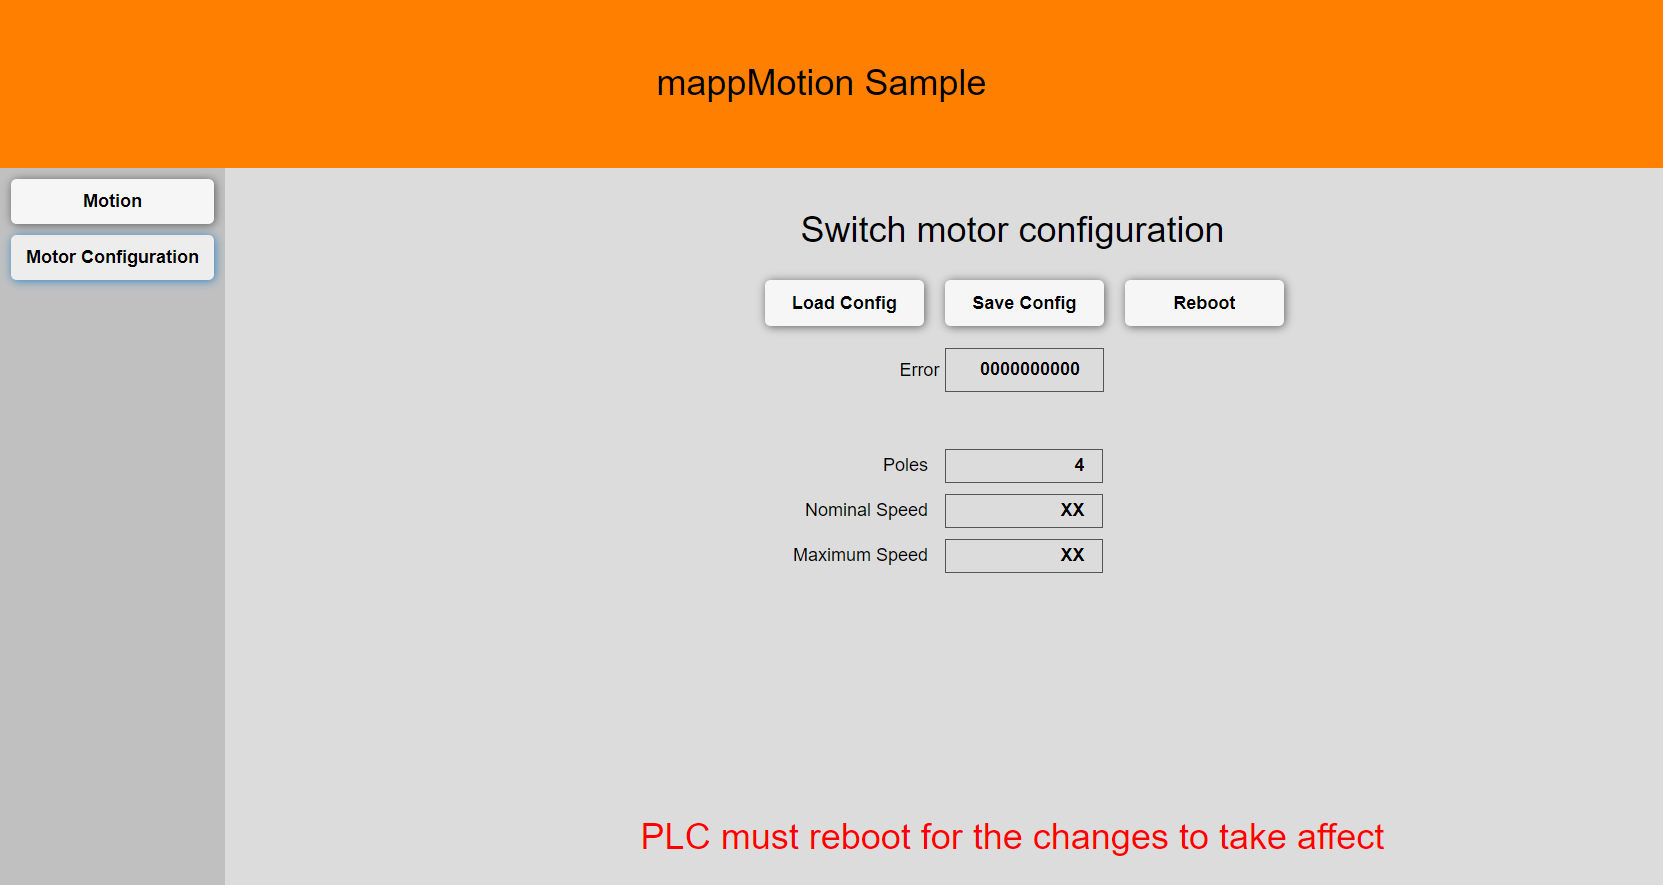 mappMotion Sample
Motion
Motor Configuration
Switch motor configuration
Load Config Save Config Reboot
Error 0000000000
Poles 4
Nominal Speed XX
Maximum Speed XX
PLC must reboot for the changes to take affect